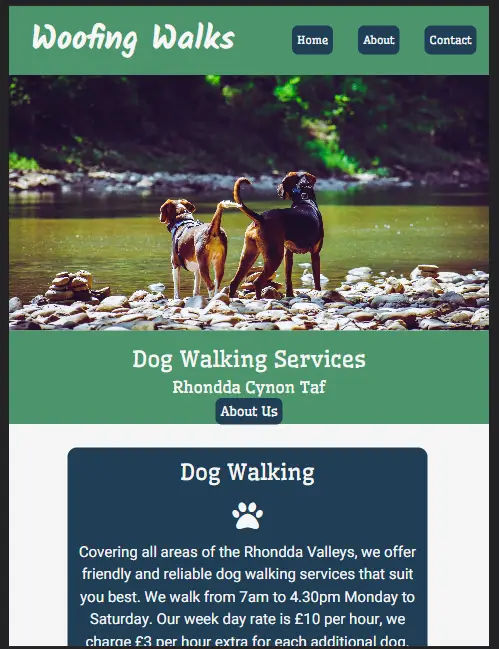 Woofing Walks
Home About Contact
Dog Walking Services
Rhondda Cynon Taf
About Us
Dog Walking
Covering all areas of the Rhondda Valleys, we offer
friendly and reliable dog walking services that suit
you best. We walk from 7am to 4.30pm Monday to
Saturday. Our week day rate is £10 per hour, we
charge £3 per hour extra for each additional dog.